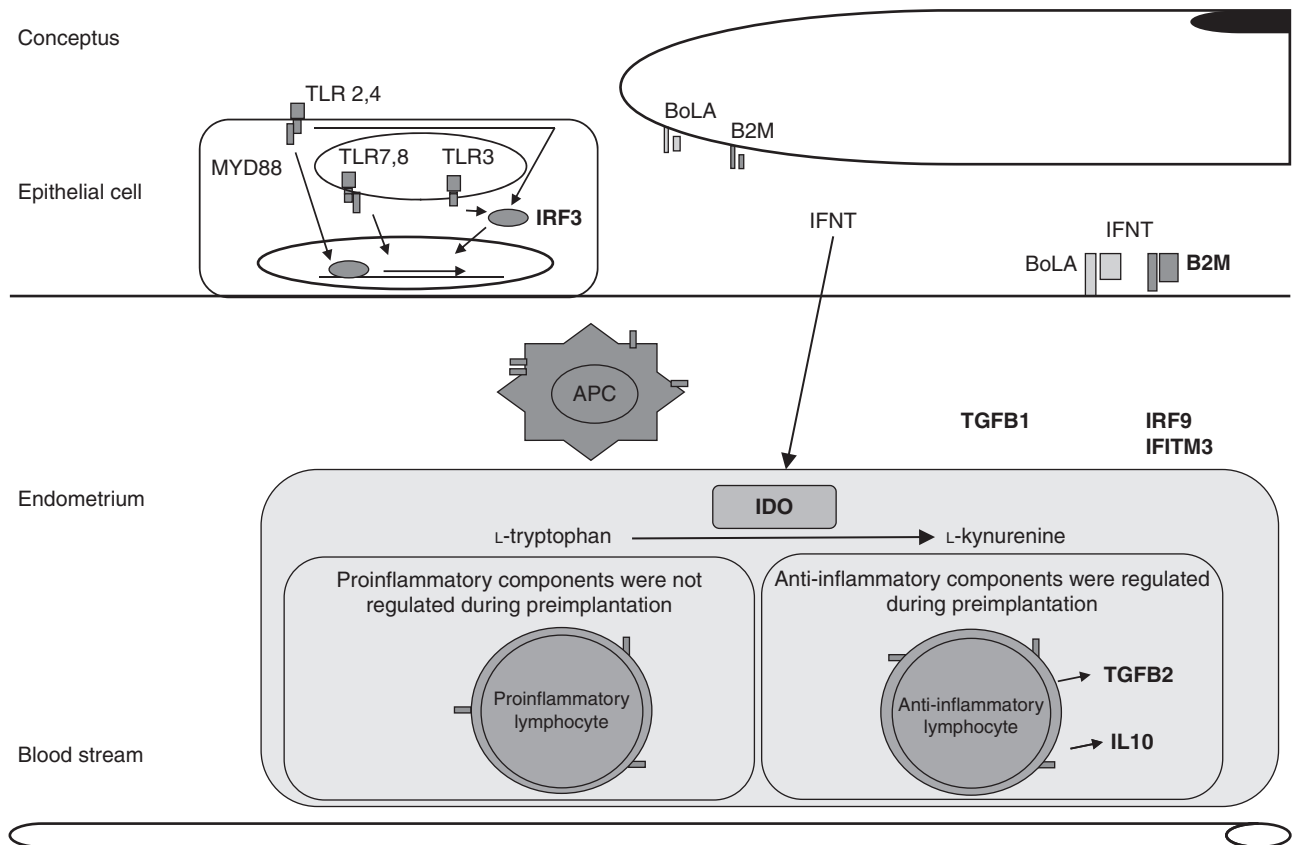 Conceptus
TLR 2,4
BoLA
B2M
MYD88
TLR7,8
TLR3
Epithelial cell
IRF3
IFNT
IFNT
BoLA
B2M
APC
TGFB1
IRF9
IFITM3
Endometrium
IDO
L-tryptophan
L-kynurenine
Proinflammatory components were not
regulated during preimplantation
Anti-inflammatory components were regulated
during preimplantation
Proinflammatory
lymphocyte
Anti-inflammatory
lymphocyte
TGFB2
IL10
Blood stream